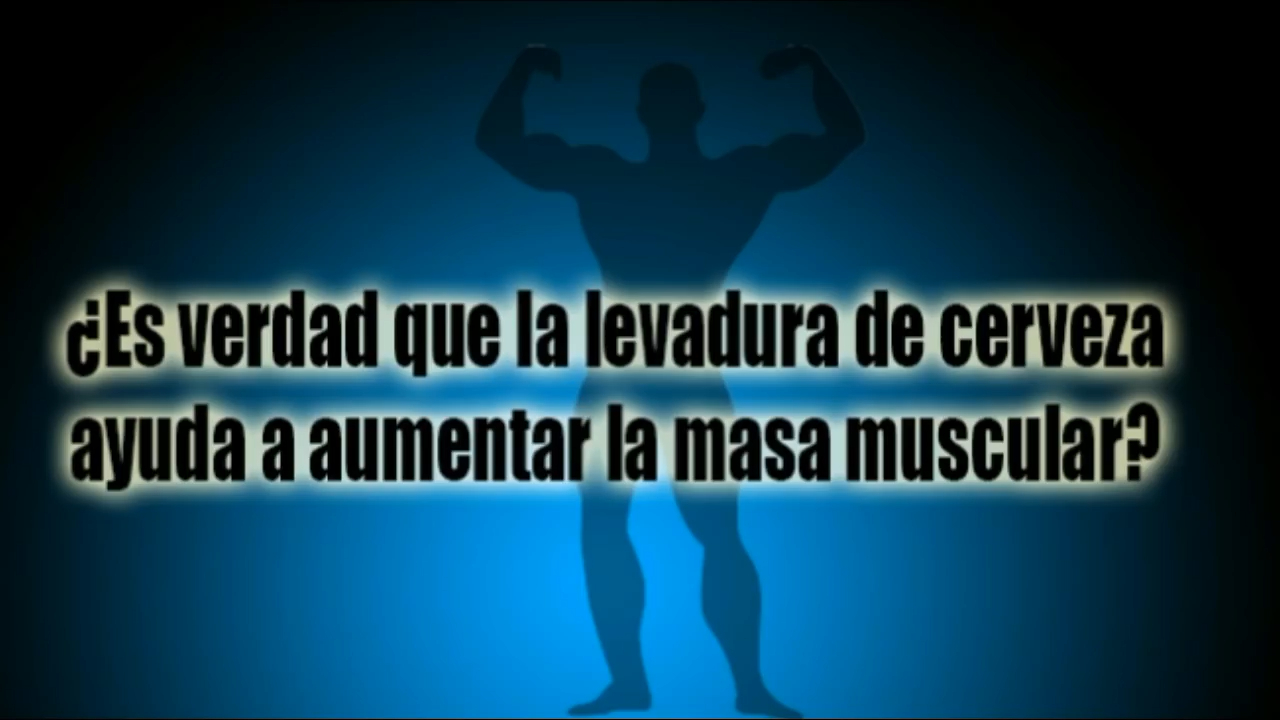 ¿Es verdad que la levadura de cerveza
ayuda a aumentar la masa muscular?